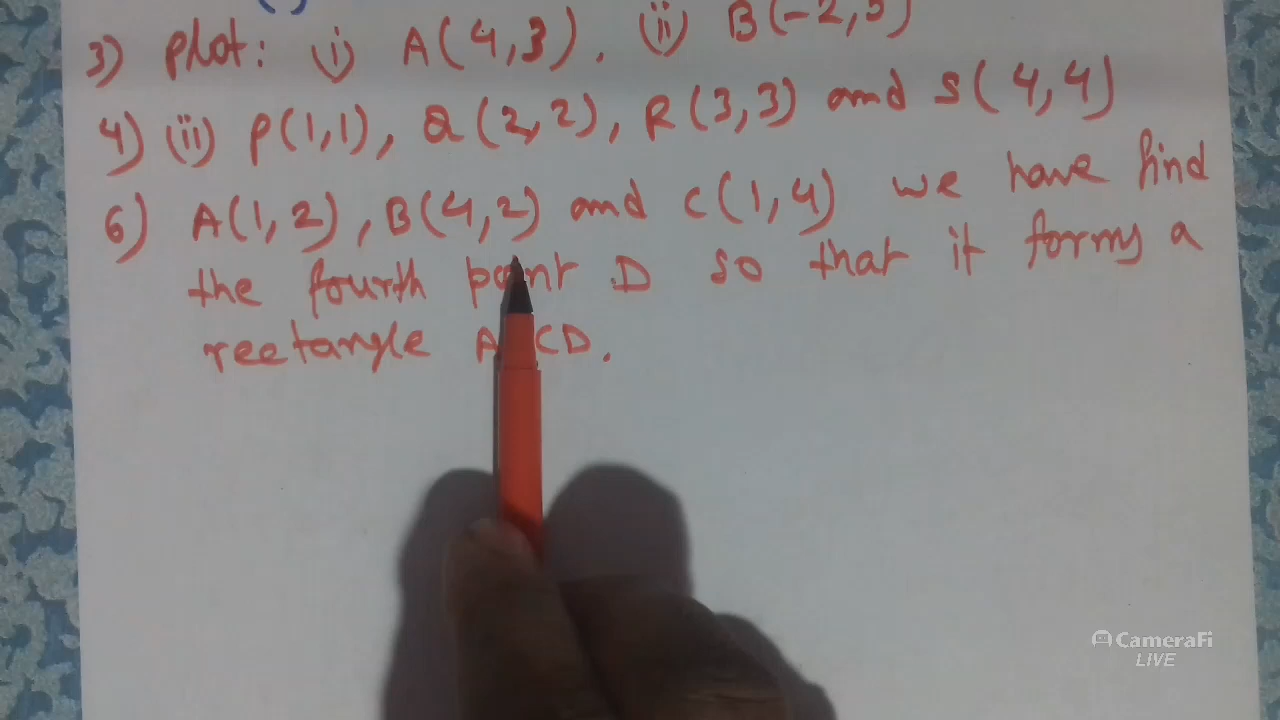 3) plot: (i) A(4,3). (ii) B(-2,5)
4) (ii) P(1,1), Q(2,2), R(3,3) and S(4,4)
6) A(1,2), B(4,2) and C(1,4) we have find
the fourth point D so that it forms a
rectangle A CD.
CameraFi
LIVE